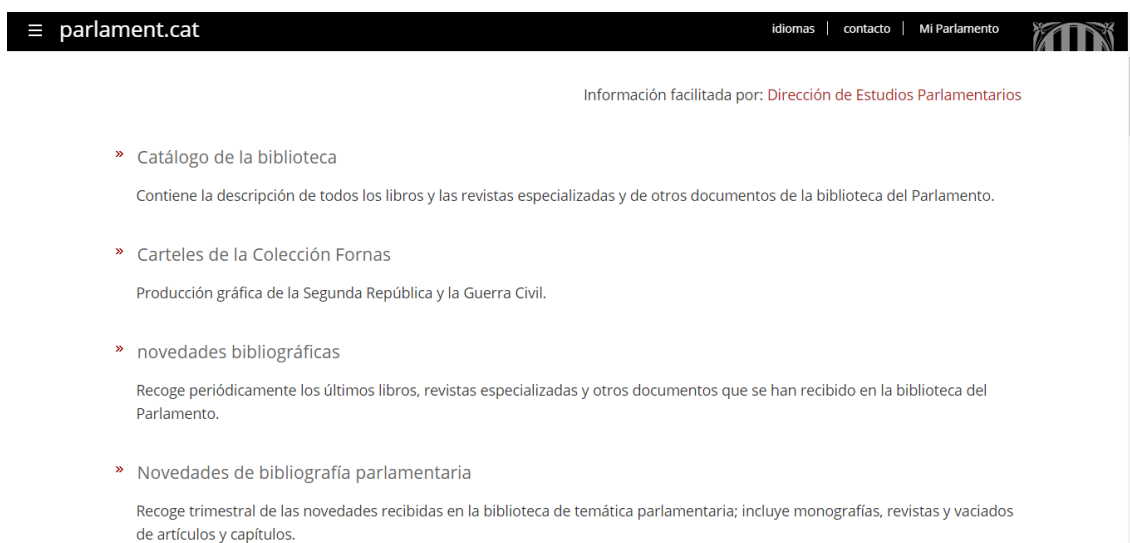 parlament.cat
idiomas | contacto | Mi Parlamento
Información facilitada por: Dirección de Estudios Parlamentarios
» Catálogo de la biblioteca
Contiene la descripción de todos los libros y las revistas especializadas y de otros documentos de la biblioteca del Parlamento.
» Carteles de la Colección Fornas
Producción gráfica de la Segunda República y la Guerra Civil.
» novedades bibliográficas
Recoge periódicamente los últimos libros, revistas especializadas y otros documentos que se han recibido en la biblioteca del
Parlamento.
» Novedades de bibliografía parlamentaria
Recoge trimestral de las novedades recibidas en la biblioteca de temática parlamentaria; incluye monografías, revistas y vaciados
de artículos y capítulos.